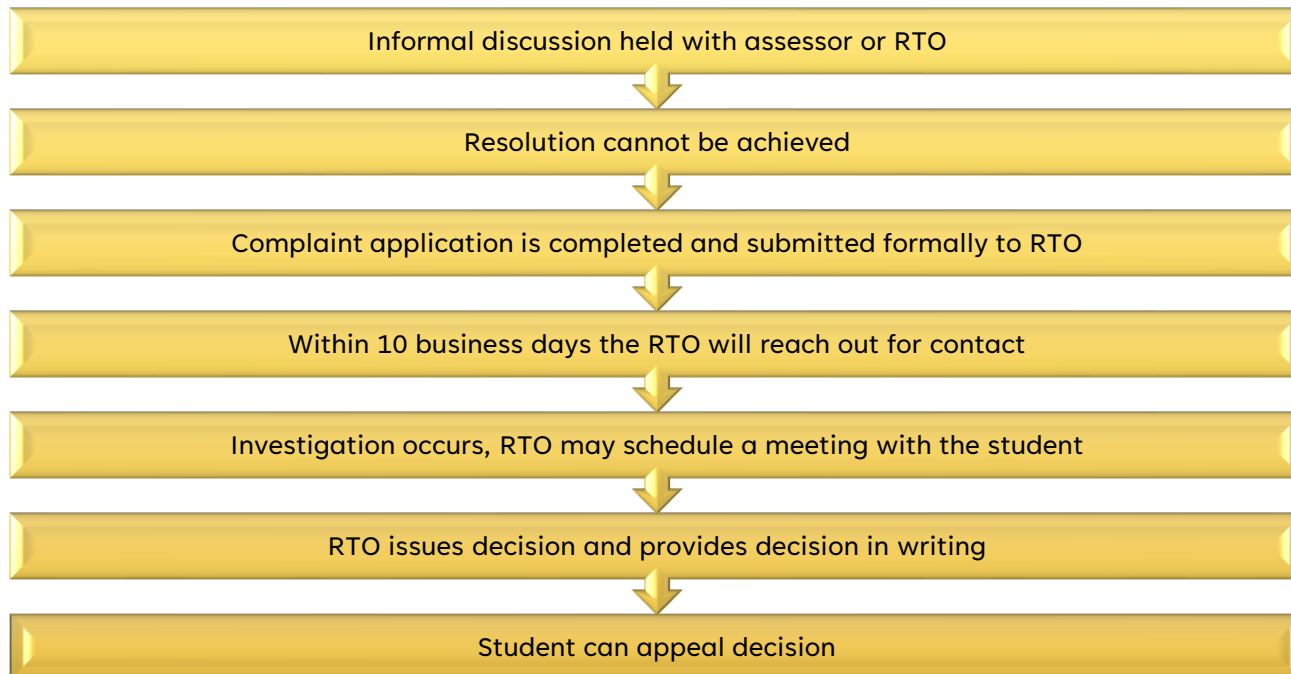 Informal discussion held with assessor or RTO
Resolution cannot be achieved
Complaint application is completed and submitted formally to RTO
Within 10 business days the RTO will reach out for contact
Investigation occurs, RTO may schedule a meeting with the student
RTO issues decision and provides decision in writing
Student can appeal decision